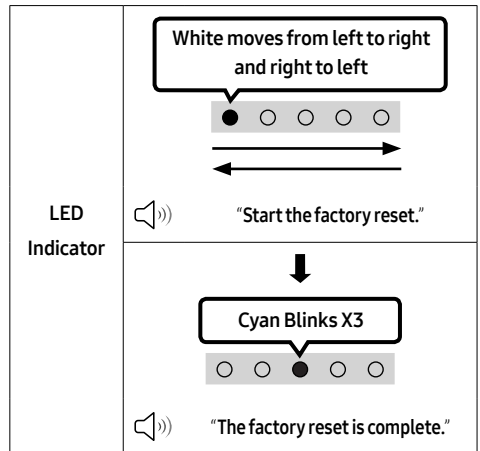 White moves from left to right
and right to left
LED
Indicator
“Start the factory reset.”
Cyan Blinks X3
“The factory reset is complete.”